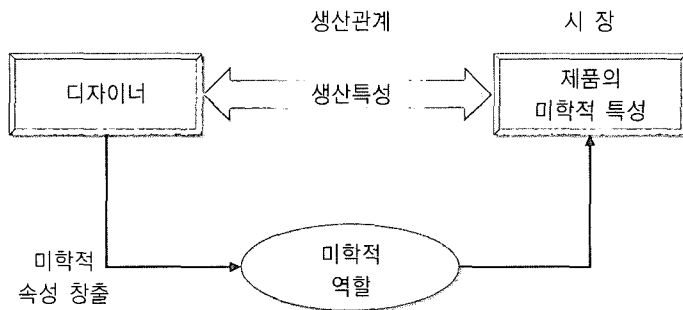 생산관계
시 장
디자이너
생산특성
제품의
미학적 특성
미학적
속성 창출
미학적
역할